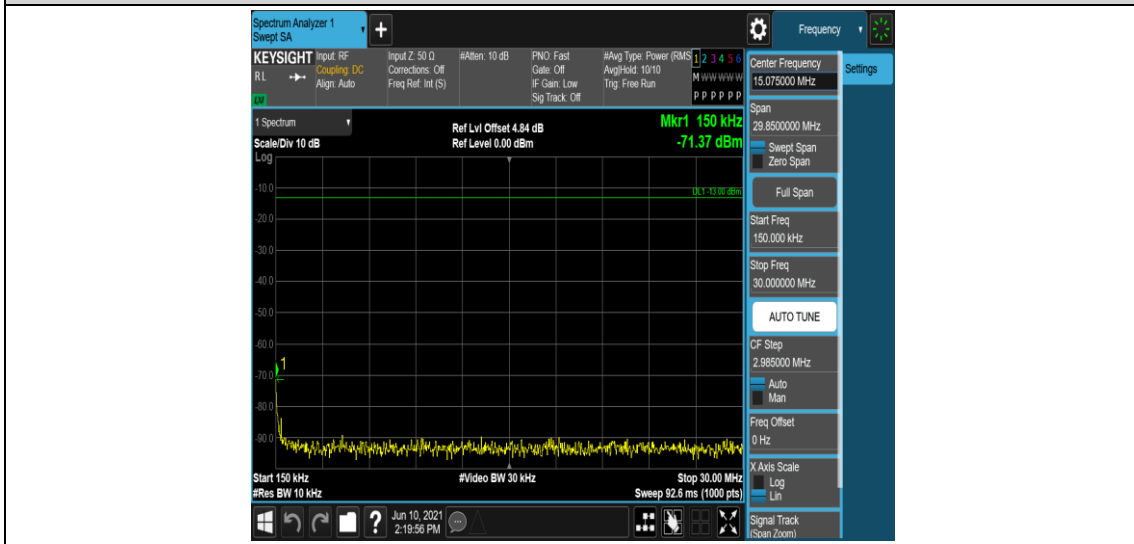 Spectrum Analyzer 1
Swept SA
+
Frequency
KEYSIGHT
RL
LXI
Input: RF
Coupling: DC
Align: Auto
Input Z: 50 Ω
Corrections: Off
Freq Ref: Int (S)
#Atten: 10 dB
PNO: Fast
Gate: Off
IF Gain: Low
Sig Track: Off
#Avg Type: Power (RMS
Avg|Hold: 10/10
Trig: Free Run
1 2 3 4 5 6
M W W W W W
P P P P P P
Center Frequency
15.075000 MHz
Settings
1 Spectrum
Scale/Div 10 dB
Log
Ref Lvl Offset 4.84 dB
Ref Level 0.00 dBm
Mkr1 150 kHz
-71.37 dBm
Span
29.8500000 MHz
Swept Span
Zero Span
Full Span
Start Freq
150.000 kHz
Stop Freq
30.000000 MHz
AUTO TUNE
CF Step
2.985000 MHz
Auto
Man
Freq Offset
0 Hz
X Axis Scale
Log
Lin
Signal Track
(Span Zoom)
DL1 -13.00 dBm
-10.0
-20.0
-30.0
-40.0
-50.0
-60.0
1
-70.0
-80.0
-90.0
Start 150 kHz
#Video BW 30 kHz
Stop 30.00 MHz
#Res BW 10 kHz
Sweep 92.6 ms (1000 pts)
?
Jun 10, 2021
2:19:56 PM